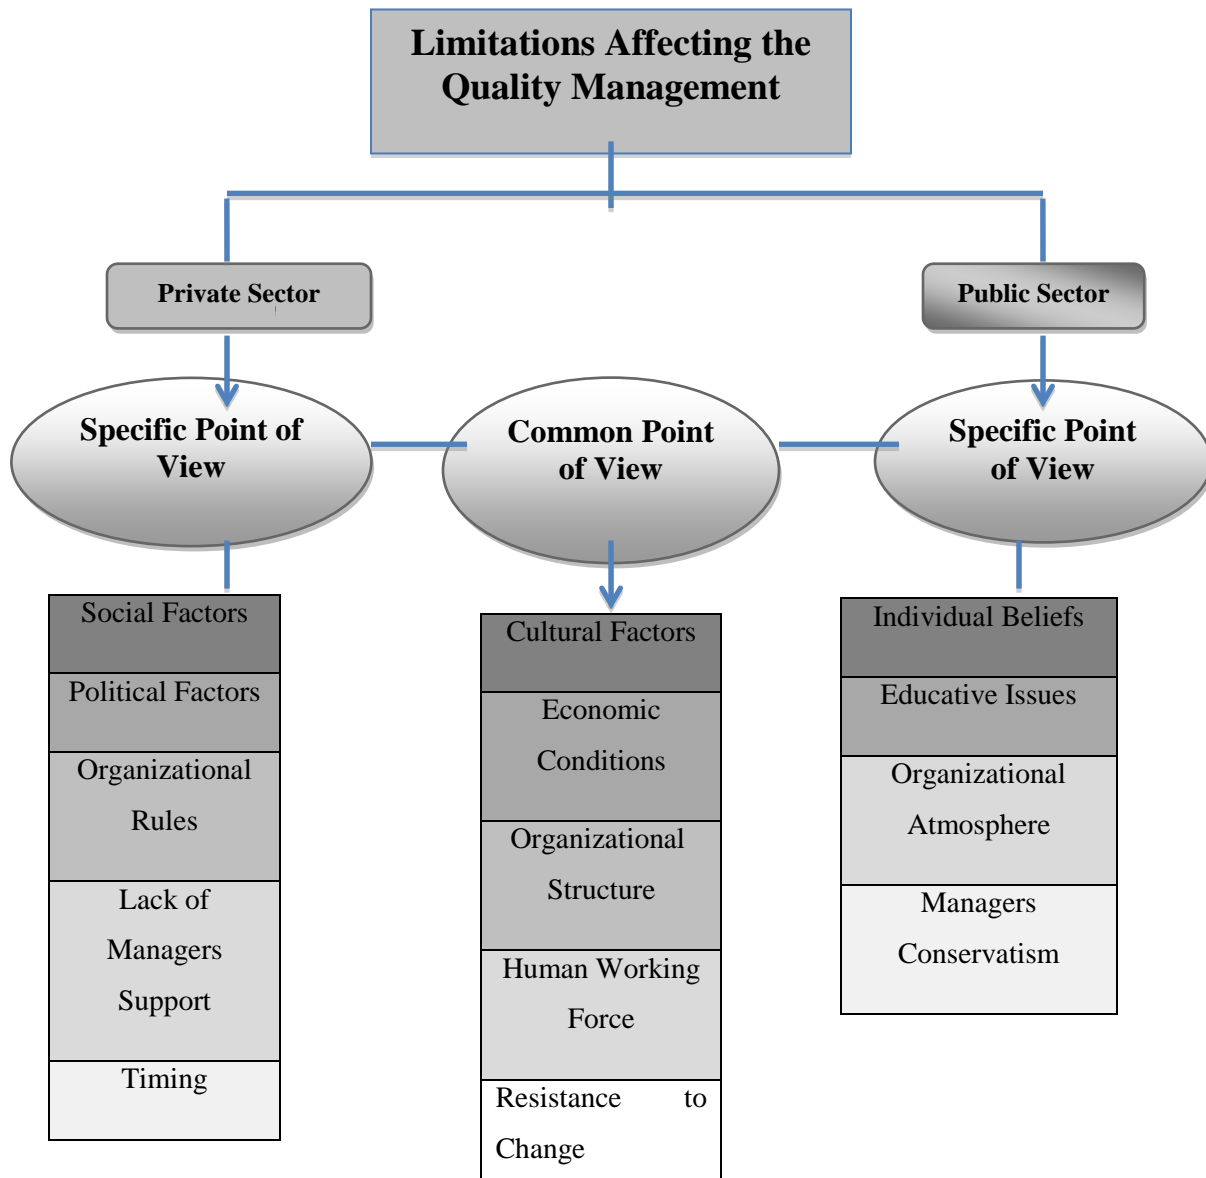 Limitations Affecting the
Quality Management
Private Sector
Public Sector
Specific Point of
View
Common Point
of View
Specific Point
of View
Social Factors
Political Factors
Organizational
Rules
Lack of
Managers
Support
Timing
Cultural Factors
Economic
Conditions
Organizational
Structure
Human Working
Force
Resistance to
Change
Individual Beliefs
Educative Issues
Organizational
Atmosphere
Managers
Conservatism